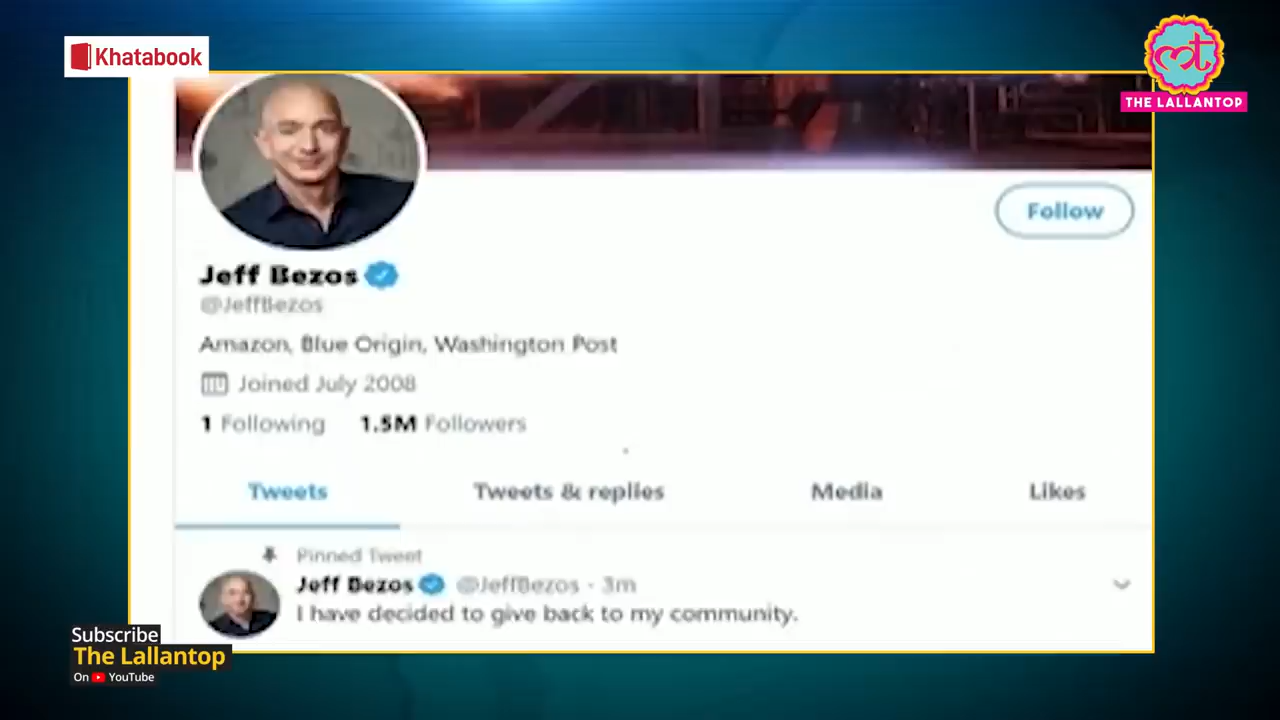 Khatabook
THE LALLANTOP
Follow
Jeff Bezos
@JeffBezos
Amazon, Blue Origin, Washington Post
Joined July 2008
1 Following 1.5M Followers
Tweets Tweets & replies Media Likes
Pinned Tweet
Jeff Bezos @JeffBezos · 3m
I have decided to give back to my community.
Subscribe
The Lallantop
On YouTube